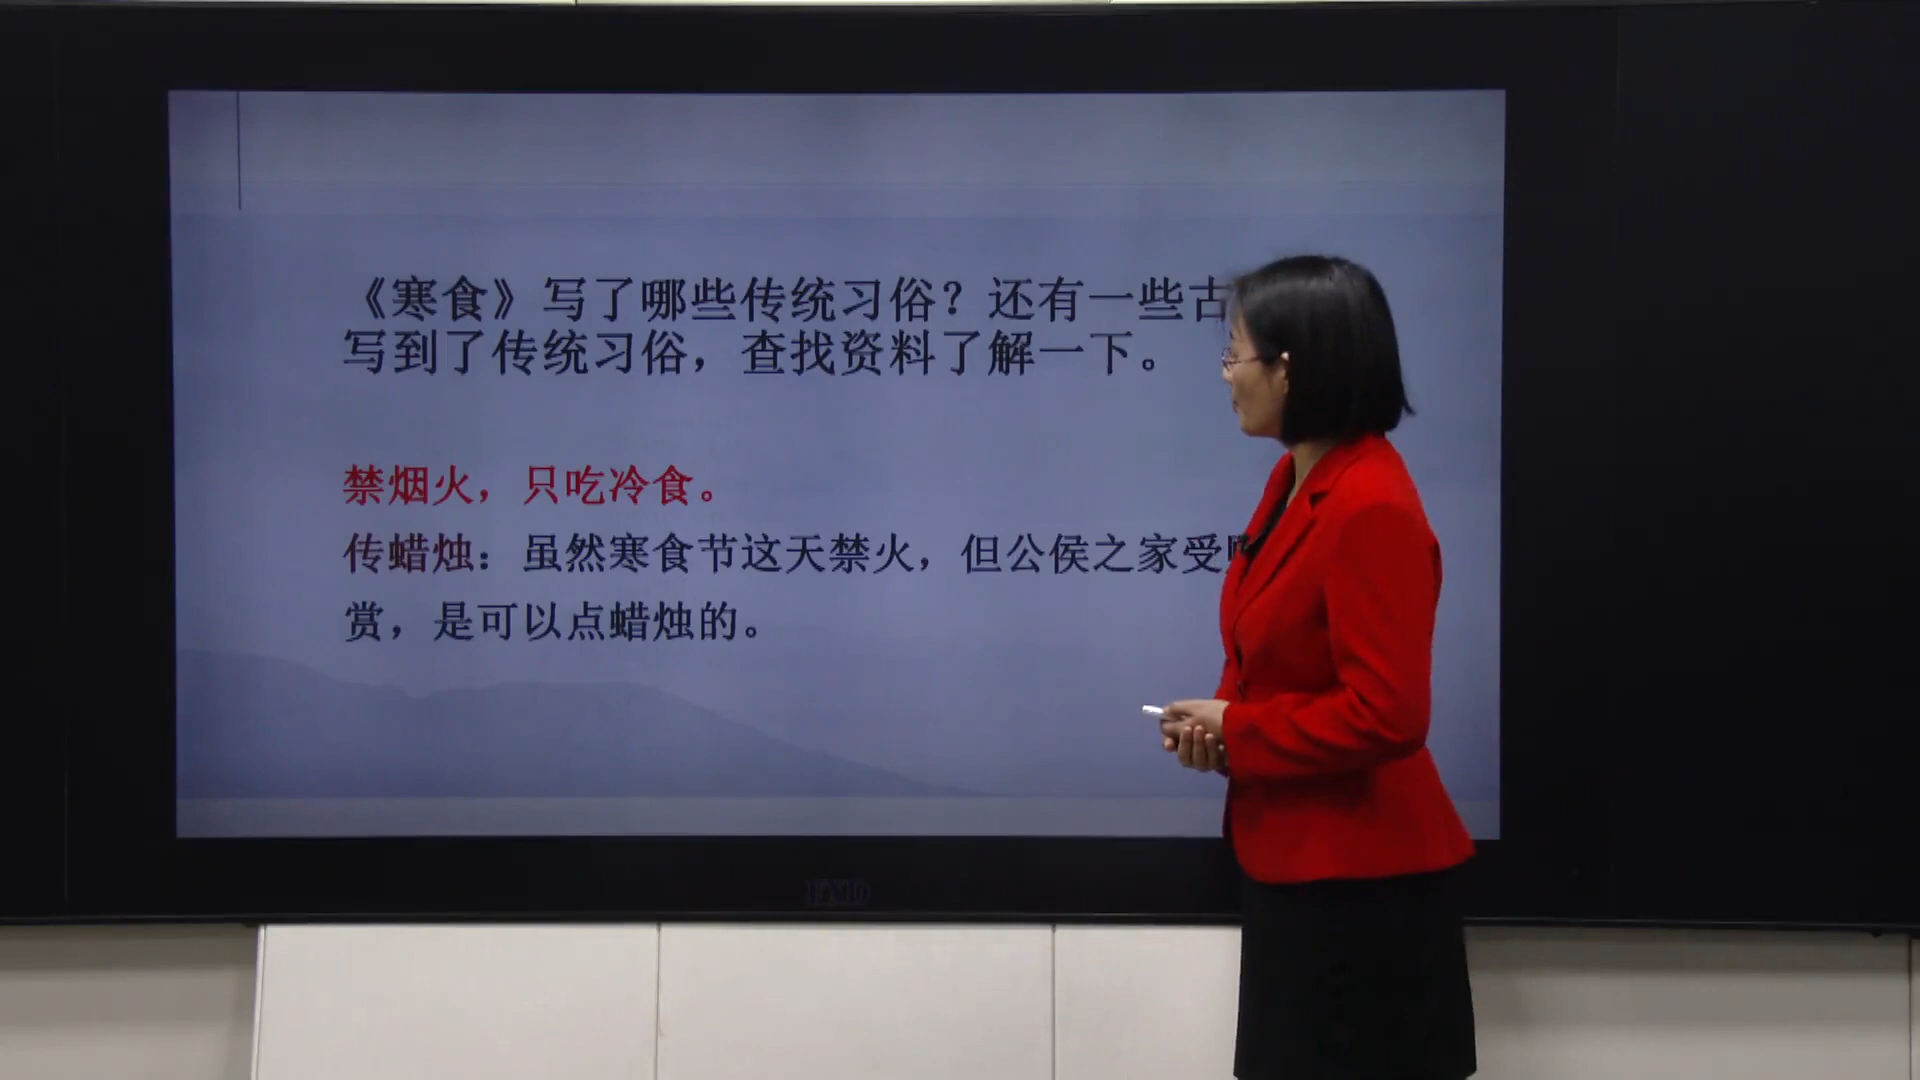 《寒食》写了哪些传统习俗？还有一些古
写到了传统习俗，查找资料了解一下。
禁烟火，只吃冷食。
传蜡烛：虽然寒食节这天禁火，但公侯之家受
赏，是可以点蜡烛的。